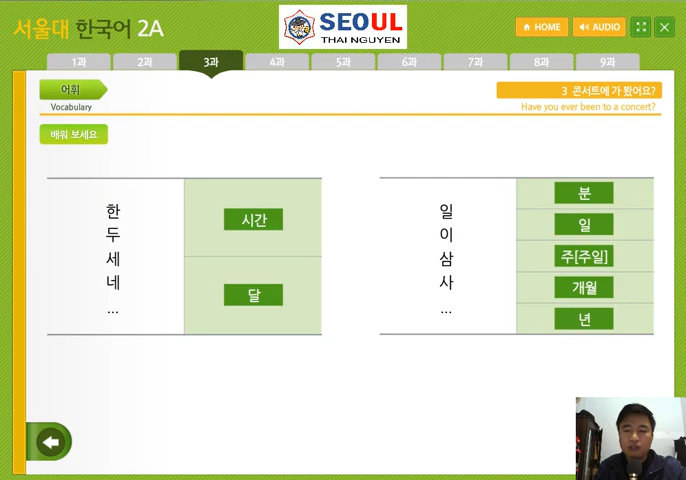 서울대 한국어 2A
SEOUL
THAI NGUYEN
HOME
AUDIO
1과
2과
3과
4과
5과
6과
7과
8과
9과
어휘
Vocabulary
3 콘서트에 가 봤어요?
Have you ever been to a concert?
배워 보세요
한
두
세
네
...
시간
달
일
이
삼
사
...
분
일
주[주일]
개월
년